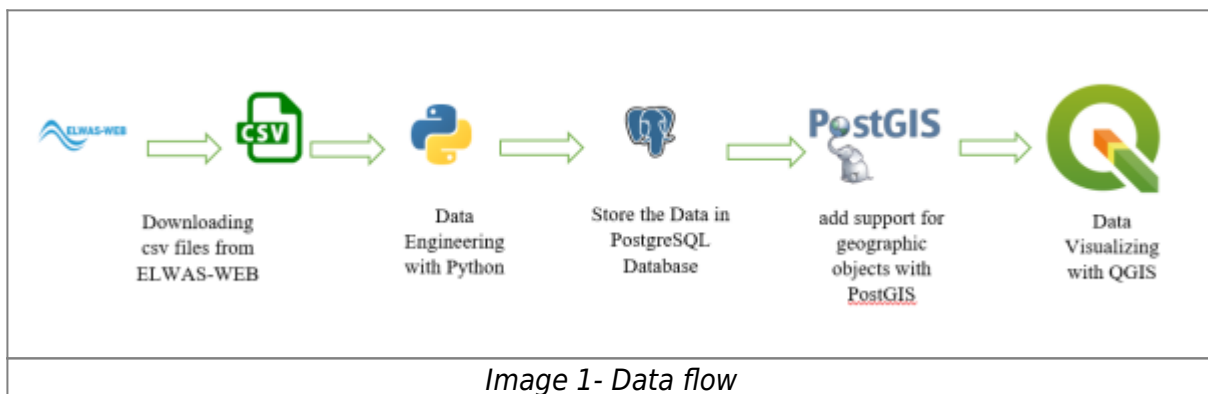 ELWAS-WEB
CSV
PostGIS
Downloading
csv files from
ELWAS-WEB
Data
Engineering
with Python
Store the Data in
PostgreSQL
Database
add support for
geographic
objects with
PostGIS
Data
Visualizing
with QGIS
Image 1- Data flow